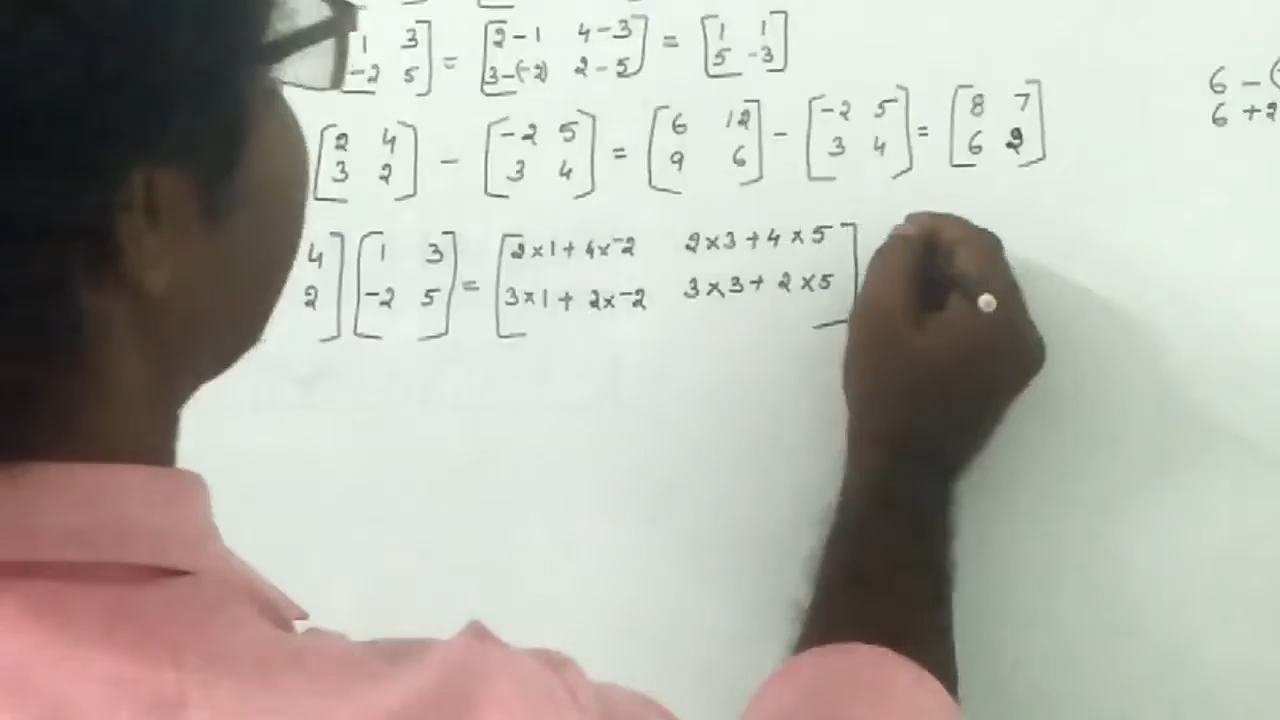 1 3 = 2-1 4-3 = 1 1
-2 5 3-(-2) 2-5 5 -3
6 - (
6 + 2
2 4 - -2 5 = 6 12 - -2 5 = 8 7
3 2 3 4 9 6 3 4 6 2
4 1 3 = 2×1+4×-2 2×3+4×5
2 -2 5 3×1+2×-2 3×3+2×5